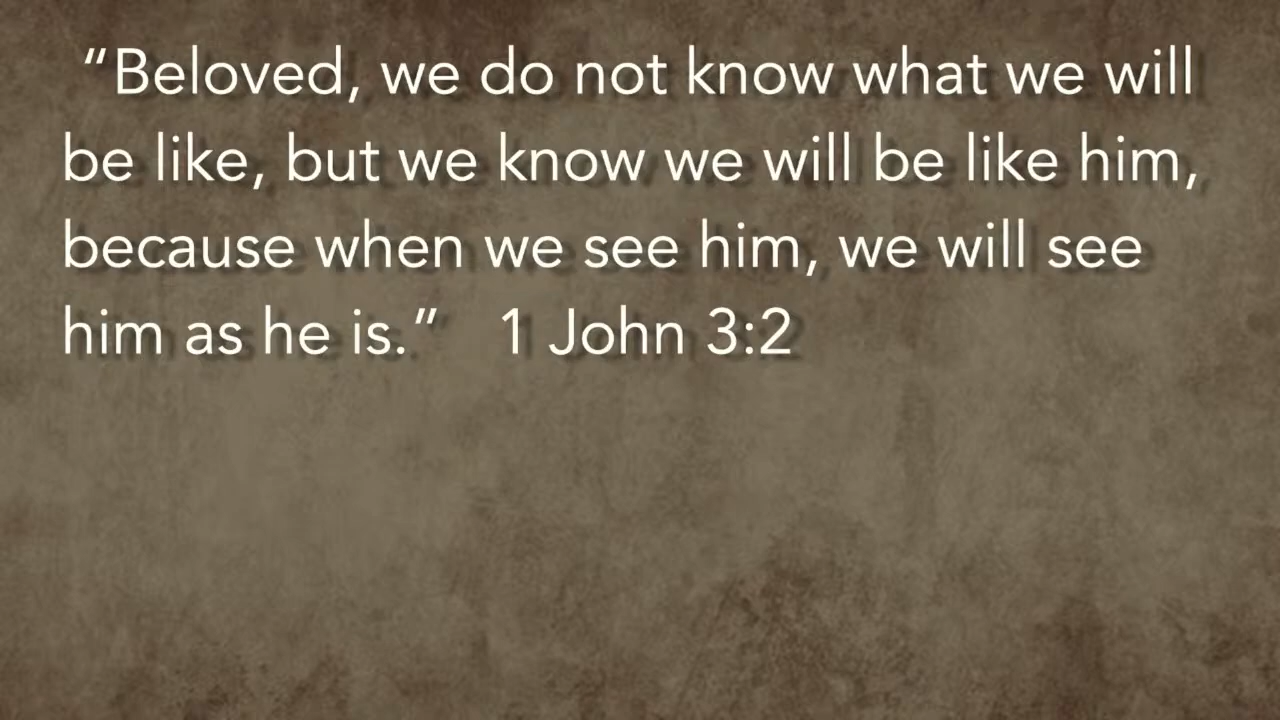 “Beloved, we do not know what we will
be like, but we know we will be like him,
because when we see him, we will see
him as he is.” 1 John 3:2